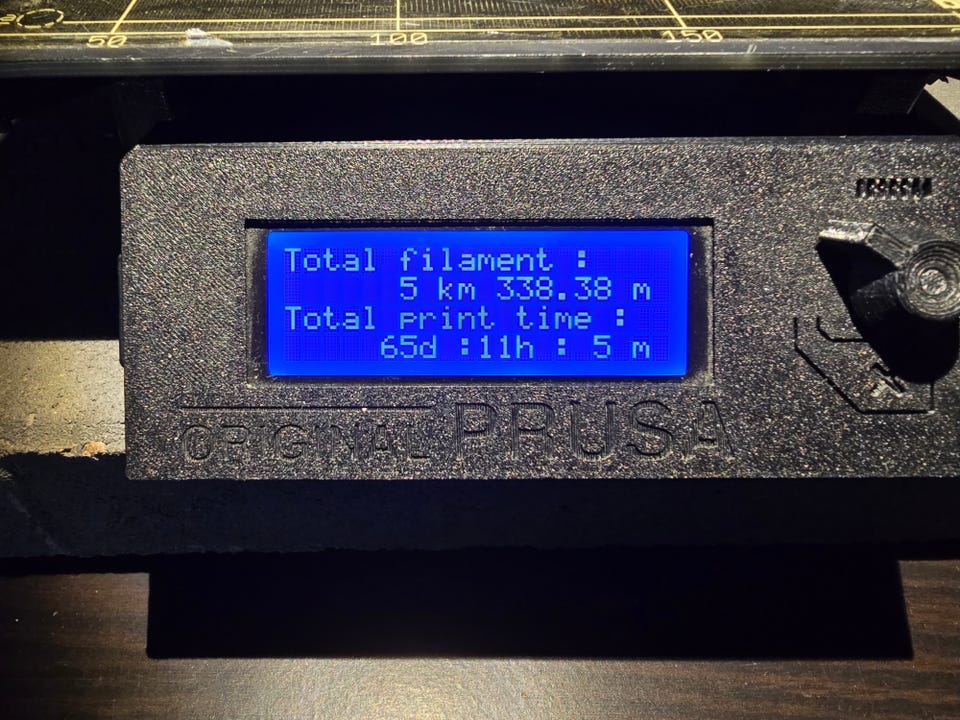 50 100 150
Total filament :
5 km 338.38 m
Total print time :
65d :11h : 5 m
ORIGINAL PRUSA